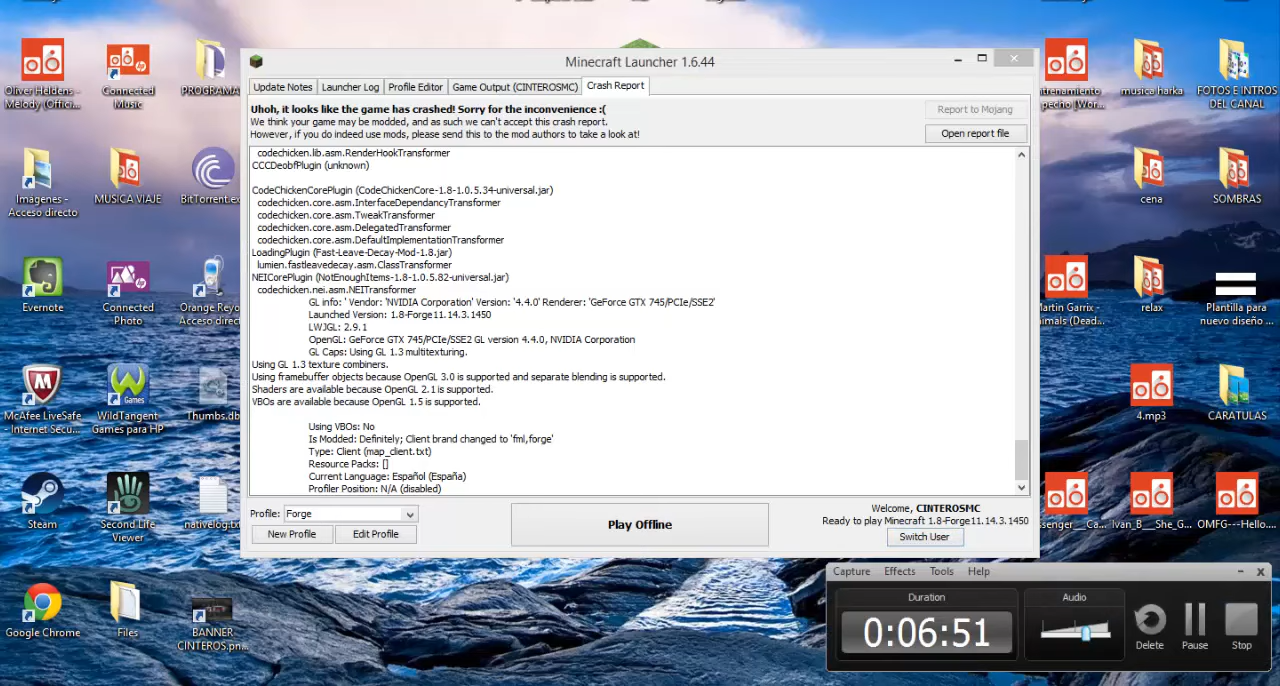 Oliver Heldens -
Melody (Offici...
Connected
Music
PROGRAMA
Imagenes -
Acceso directo
MUSICA VIAJE
BitTorrent.ex
Evernote
Connected
Photo
Orange Reyo
Acceso direc
McAfee LiveSafe
- Internet Secu...
WildTangent
Games para HP
Thumbs.db
Steam
Second Life
Viewer
nativelog.tx
Google Chrome
Files
BANNER
CINTEROS.pn...
Minecraft Launcher 1.6.44
Update Notes
Launcher Log
Profile Editor
Game Output (CINTEROSMC)
Crash Report
Uhoh, it looks like the game has crashed! Sorry for the inconvenience :(
We think your game may be modded, and as such we can't accept this crash report.
However, if you do indeed use mods, please send this to the mod authors to take a look at!
Report to Mojang
Open report file
codechicken.lib.asm.RenderHookTransformer
CCCDeobfPlugin (unknown)
CodeChickenCorePlugin (CodeChickenCore-1.8-1.0.5.34-universal.jar)
codechicken.core.asm.InterfaceDependancyTransformer
codechicken.core.asm.TweakTransformer
codechicken.core.asm.DelegatedTransformer
codechicken.core.asm.DefaultImplementationTransformer
LoadingPlugin (Fast-Leave-Decay-Mod-1.8.jar)
lumien.fastleavedecay.asm.ClassTransformer
NEICorePlugin (NotEnoughItems-1.8-1.0.5.82-universal.jar)
codechicken.nei.asm.NEITransformer
GL info: ' Vendor: 'NVIDIA Corporation' Version: '4.4.0' Renderer: 'GeForce GTX 745/PCIe/SSE2'
Launched Version: 1.8-Forge11.14.3.1450
LWJGL: 2.9.1
OpenGL: GeForce GTX 745/PCIe/SSE2 GL version 4.4.0, NVIDIA Corporation
GL Caps: Using GL 1.3 multitexturing.
Using GL 1.3 texture combiners.
Using framebuffer objects because OpenGL 3.0 is supported and separate blending is supported.
Shaders are available because OpenGL 2.1 is supported.
VBOs are available because OpenGL 1.5 is supported.
Using VBOs: No
Is Modded: Definitely; Client brand changed to 'fml,forge'
Type: Client (map_client.txt)
Resource Packs: []
Current Language: Español (España)
Profiler Position: N/A (disabled)
Profile: Forge
New Profile
Edit Profile
Play Offline
Welcome, CINTEROSMC
Ready to play Minecraft 1.8-Forge11.14.3.1450
Switch User
musica harka
FOTOS E INTROS
DEL CANAL
cena
SOMBRAS
Martin Garrix -
relax
Plantilla para
nuevo diseño ...
4.mp3
CARATULAS
Ivan_B__She_G...
OMFG---Hello....
Capture
Effects
Tools
Help
Duration
0:06:51
Audio
Delete
Pause
Stop